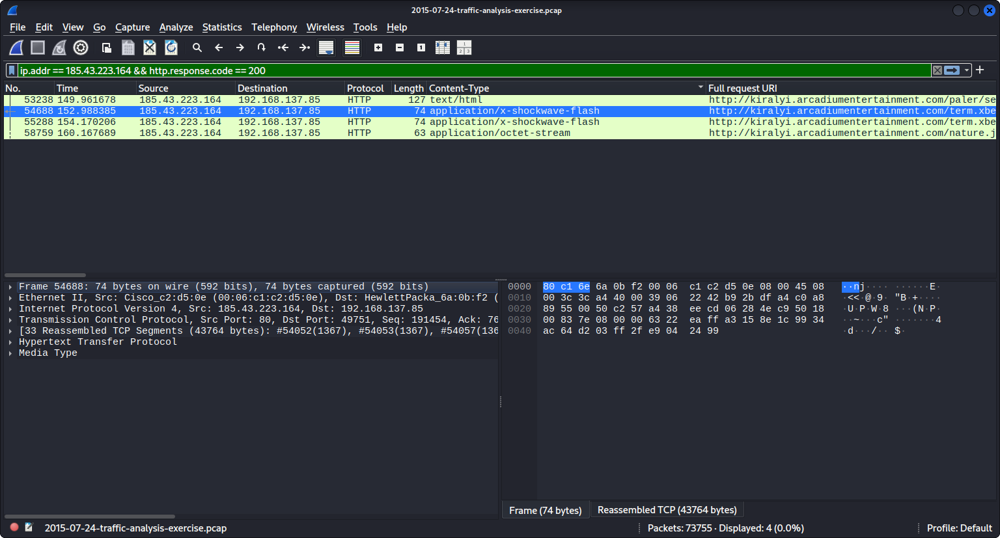 2015-07-24-traffic-analysis-exercise.pcap
File Edit View Go Capture Analyze Statistics Telephony Wireless Tools Help
ip.addr == 185.43.223.164 && http.response.code == 200
No. Time Source Destination Protocol Length Content-Type Full request URI
53238 149.961678 185.43.223.164 192.168.137.85 HTTP 127 text/html http://kiralyi.arcadiumentertainment.com/paler/se
54688 152.988385 185.43.223.164 192.168.137.85 HTTP 74 application/x-shockwave-flash http://kiralyi.arcadiumentertainment.com/term.xbe
55288 154.170206 185.43.223.164 192.168.137.85 HTTP 74 application/x-shockwave-flash http://kiralyi.arcadiumentertainment.com/term.xbe
58759 160.167689 185.43.223.164 192.168.137.85 HTTP 63 application/octet-stream http://kiralyi.arcadiumentertainment.com/nature.j
Frame 54688: 74 bytes on wire (592 bits), 74 bytes captured (592 bits)
Ethernet II, Src: Cisco_c2:d5:0e (00:06:c1:c2:d5:0e), Dst: HewlettPacka_6a:0b:f2 (
Internet Protocol Version 4, Src: 185.43.223.164, Dst: 192.168.137.85
Transmission Control Protocol, Src Port: 80, Dst Port: 49751, Seq: 191454, Ack: 76
[33 Reassembled TCP Segments (43764 bytes): #54052(1367), #54053(1367), #54057(136
Hypertext Transfer Protocol
Media Type
0000 80 c1 6e 6a 0b f2 00 06 c1 c2 d5 0e 08 00 45 08 ··nj···· ······E·
0010 00 3c 3c a4 40 00 39 06 22 42 b9 2b df a4 c0 a8 ·<<·@·9· "B·+····
0020 89 55 00 50 c2 57 a4 38 ee cd 06 28 4e c9 50 18 ·U·P·W·8 ···(N·P·
0030 00 83 7e 08 00 00 63 22 ea ff a3 15 8e 1c 99 34 ··~···c" ·······4
0040 ac 64 d2 03 ff 2f e9 04 24 99 ·d···/·· $·
Frame (74 bytes) Reassembled TCP (43764 bytes)
2015-07-24-traffic-analysis-exercise.pcap Packets: 73755 · Displayed: 4 (0.0%) Profile: Default